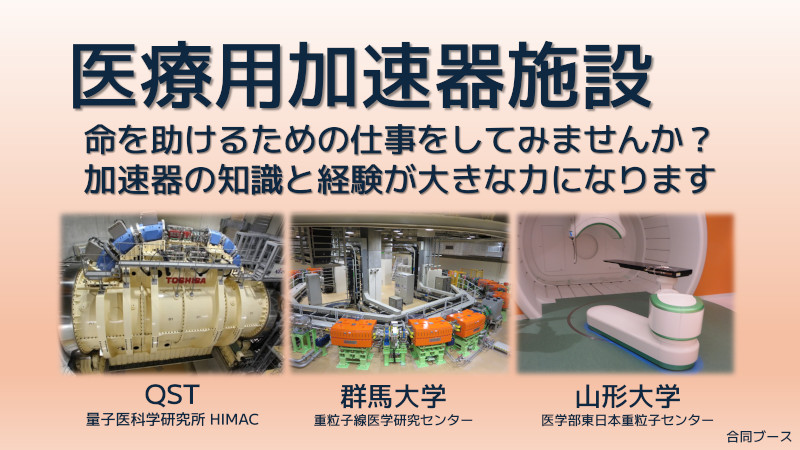 医療用加速器施設
命を助けるための仕事をしてみませんか？
加速器の知識と経験が大きな力になります
TOSHIBA
QST
量子医科学研究所 HIMAC
群馬大学
重粒子線医学研究センター
山形大学
医学部東日本重粒子センター
合同ブース